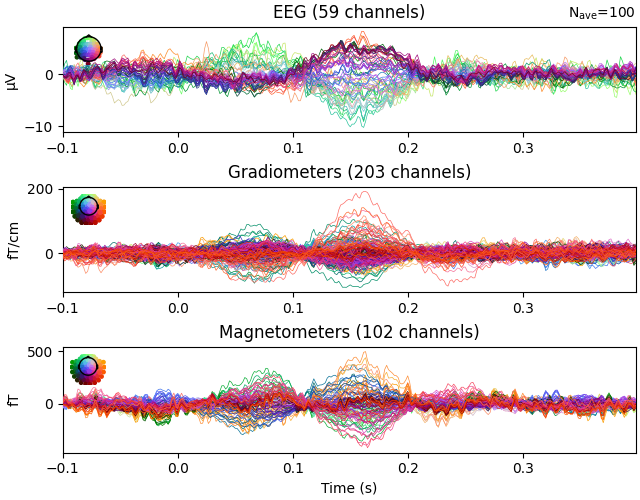 EEG (59 channels)
N_ave=100
μV
0
−10
−0.1 0.0 0.1 0.2 0.3
Gradiometers (203 channels)
fT/cm
200
0
−0.1 0.0 0.1 0.2 0.3
Magnetometers (102 channels)
fT
500
0
−0.1 0.0 0.1 0.2 0.3
Time (s)